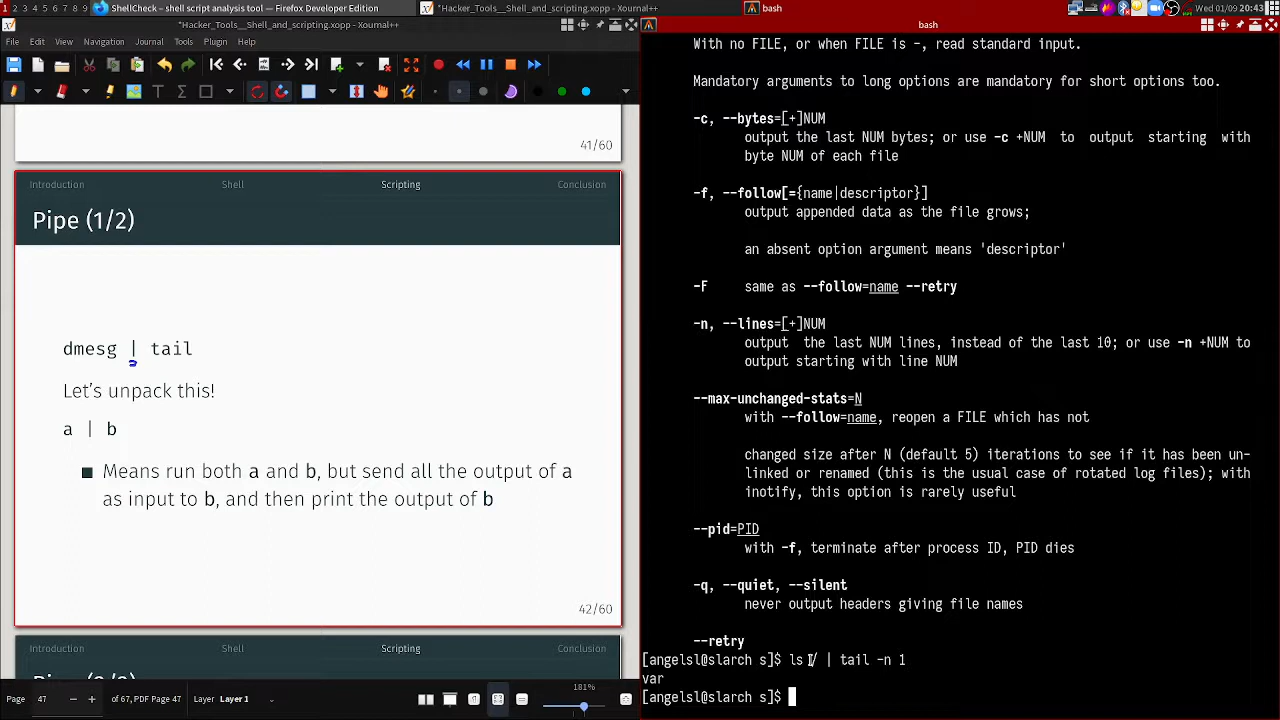 1 2 3 4 5 6 7 8 9 10 ShellCheck – shell script analysis tool — Firefox Developer Edition
*Hacker_Tools__Shell_and_scripting.xopp - Xournal++
bash
Wed 01/09 20:43
*Hacker_Tools__Shell_and_scripting.xopp - Xournal++
File Edit View Navigation Journal Tools Plugin Help
41/60
Introduction Shell Scripting Conclusion
Pipe (1/2)
dmesg | tail
Let's unpack this!
a | b
Means run both a and b, but send all the output of a
as input to b, and then print the output of b
42/60
Introduction Shell Scripting Conclusion
Page 47 of 67, PDF Page 47 Layer Layer 1 181%
bash
With no FILE, or when FILE is -, read standard input.
Mandatory arguments to long options are mandatory for short options too.
-c, --bytes=[+]NUM
output the last NUM bytes; or use -c +NUM to output starting with
byte NUM of each file
-f, --follow[={name|descriptor}]
output appended data as the file grows;
an absent option argument means 'descriptor'
-F same as --follow=name --retry
-n, --lines=[+]NUM
output the last NUM lines, instead of the last 10; or use -n +NUM to
output starting with line NUM
--max-unchanged-stats=N
with --follow=name, reopen a FILE which has not
changed size after N (default 5) iterations to see if it has been un-
linked or renamed (this is the usual case of rotated log files); with
inotify, this option is rarely useful
--pid=PID
with -f, terminate after process ID, PID dies
-q, --quiet, --silent
never output headers giving file names
--retry
[angelsl@slarch s]$ ls / | tail -n 1
var
[angelsl@slarch s]$